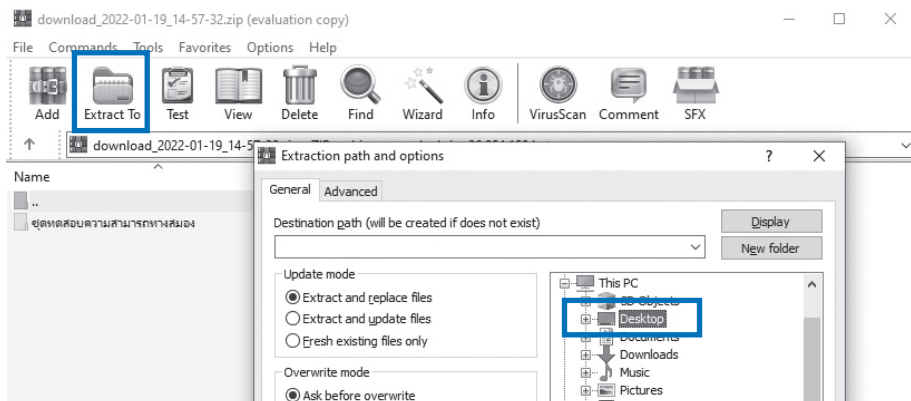 download_2022-01-19_14-57-32.zip (evaluation copy)
File Commands Tools Favorites Options Help
Add Extract To Test View Delete Find Wizard Info VirusScan Comment SFX
download_2022-01-19_14-5
Extraction path and options
Name
General Advanced
..
ชุดทดสอบความสามารถทางสมอง
Destination path (will be created if does not exist)
Display
New folder
Update mode
Extract and replace files
Extract and update files
Fresh existing files only
Overwrite mode
Ask before overwrite
This PC
3D Objects
Desktop
Documents
Downloads
Music
Pictures